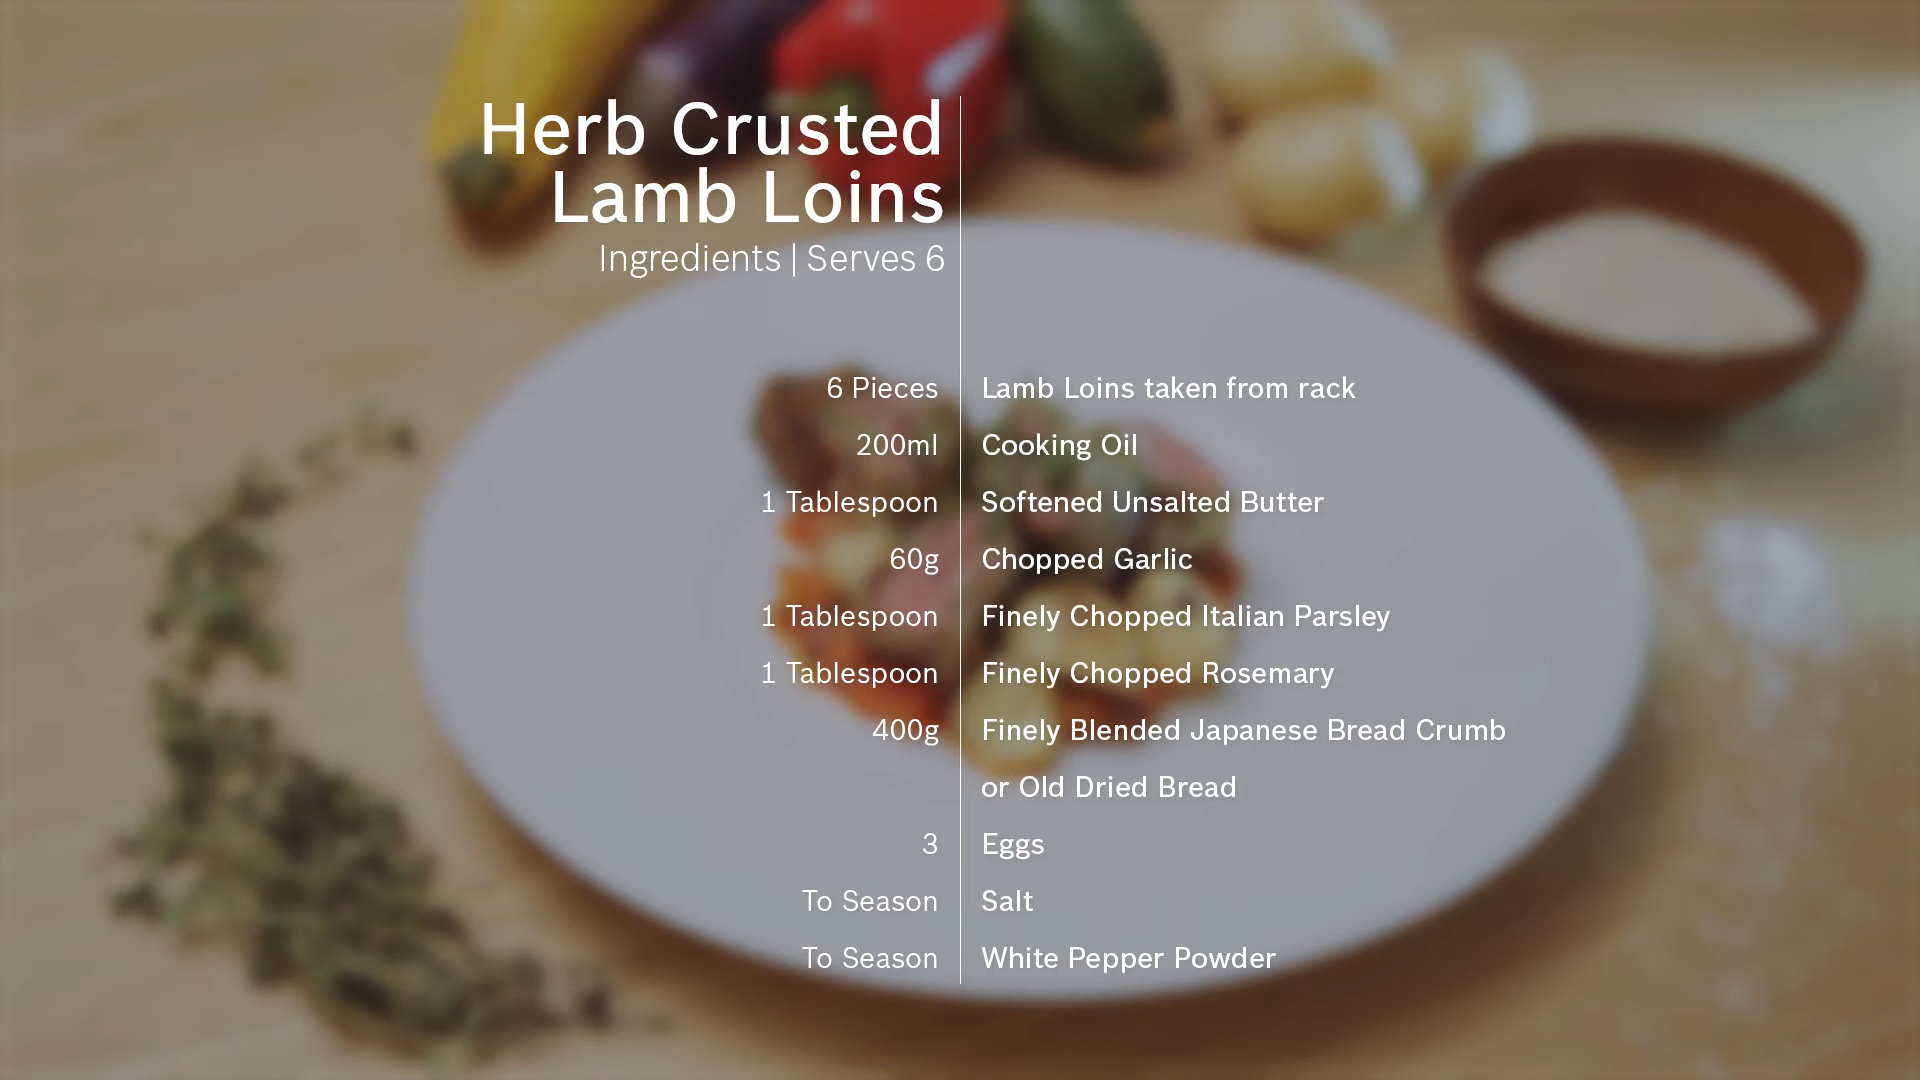 Herb Crusted
Lamb Loins
Ingredients | Serves 6
6 Pieces Lamb Loins taken from rack
200ml Cooking Oil
1 Tablespoon Softened Unsalted Butter
60g Chopped Garlic
1 Tablespoon Finely Chopped Italian Parsley
1 Tablespoon Finely Chopped Rosemary
400g Finely Blended Japanese Bread Crumb
or Old Dried Bread
3 Eggs
To Season Salt
To Season White Pepper Powder